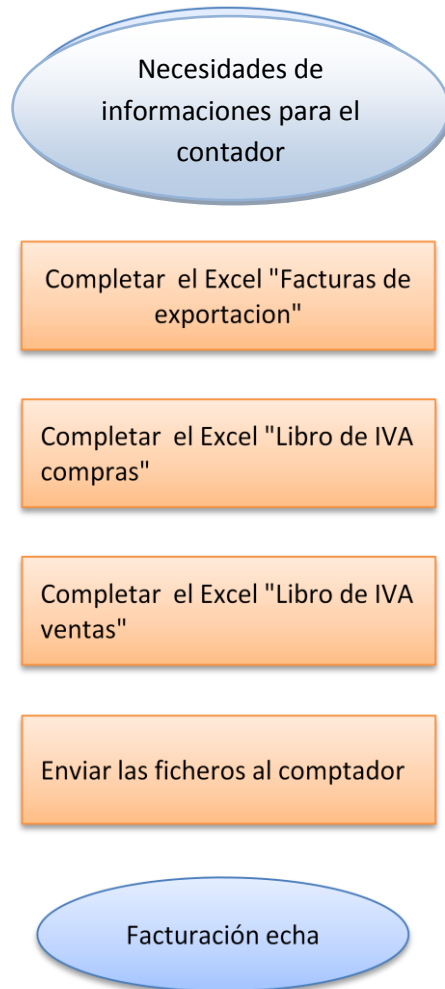 Necesidades de
informaciones para el
contador
Completar  el Excel "Facturas de
exportacion"
Completar  el Excel "Libro de IVA
compras"
Completar  el Excel "Libro de IVA
ventas"
Enviar las ficheros al comptador
Facturación echa